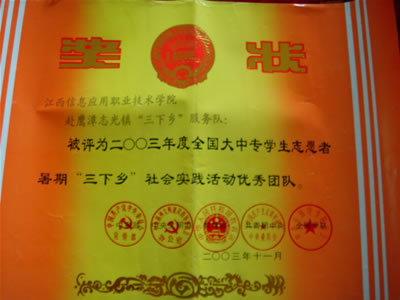 奖状
江西信息应用职业技术学院
赴鹰潭志光镇“三下乡”服务队：
被评为二〇〇三年度全国大中专学生志愿者
暑期“三下乡”社会实践活动优秀团队。
二〇〇三年十一月